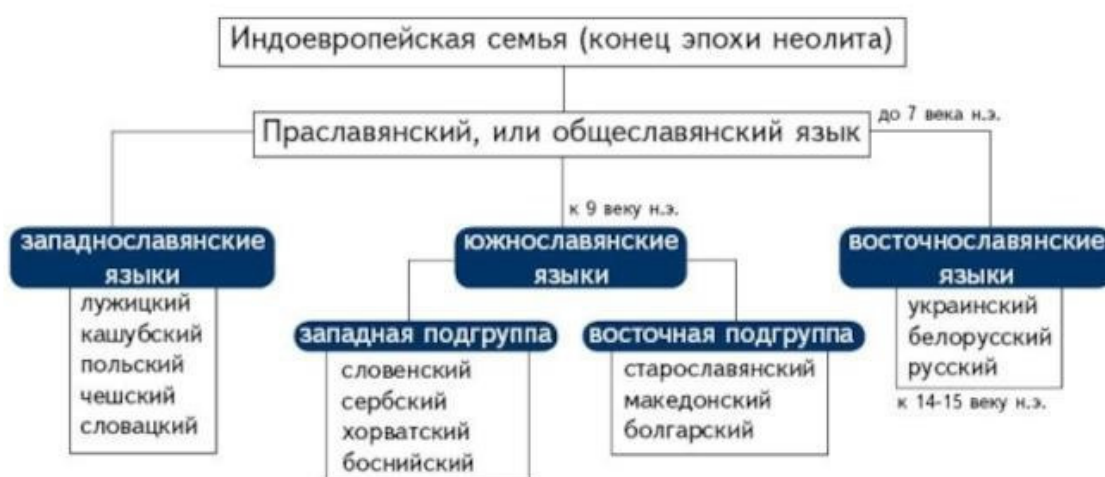 Индоевропейская семья (конец эпохи неолита)
Праславянский, или общеславянский язык
до 7 века н.э.
к 9 веку н.э.
западнославянские
языки
лужицкий
кашубский
польский
чешский
словацкий
южнославянские
языки
западная подгруппа
словенский
сербский
хорватский
боснийский
восточная подгруппа
старославянский
македонский
болгарский
восточнославянские
языки
украинский
белорусский
русский
к 14-15 веку н.э.